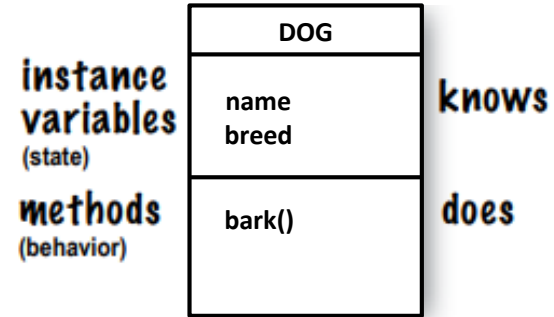 DOG
instance
variables
(state)
name
breed
knows
methods
(behavior)
bark()
does